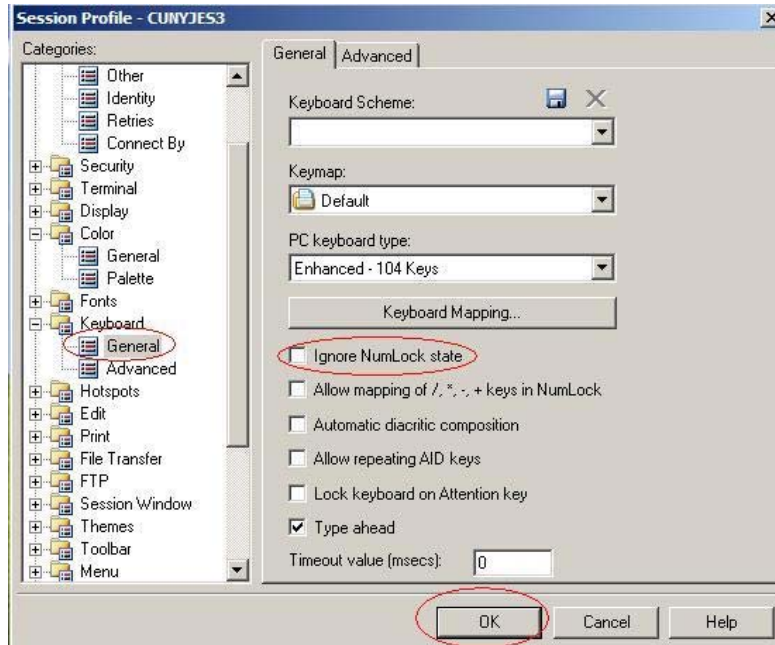 Session Profile - CUNYJES3
Categories:
Other
Identity
Retries
Connect By
Security
Terminal
Display
Color
General
Palette
Fonts
Keyboard
General
Advanced
Hotspots
Edit
Print
File Transfer
FTP
Session Window
Themes
Toolbar
Menu
General Advanced
Keyboard Scheme:
Keymap:
Default
PC keyboard type:
Enhanced - 104 Keys
Keyboard Mapping...
Ignore NumLock state
Allow mapping of /, *, -, + keys in NumLock
Automatic diacritic composition
Allow repeating AID keys
Lock keyboard on Attention key
Type ahead
Timeout value (msecs): 0
OK Cancel Help